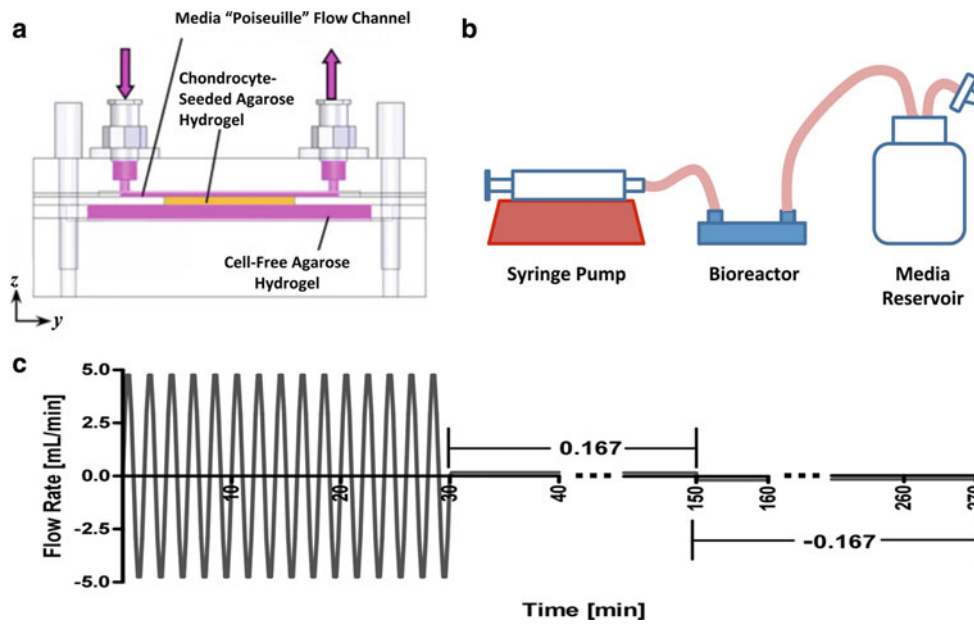 a
Media “Poiseuille” Flow Channel
Chondrocyte-
Seeded Agarose
Hydrogel
Cell-Free Agarose
Hydrogel
z
y
b
Syringe Pump
Bioreactor
Media
Reservoir
c
Flow Rate [mL/min]
5.0
2.5
0.0
-2.5
-5.0
10
20
30
40
150
160
260
270
0.167
-0.167
Time [min]